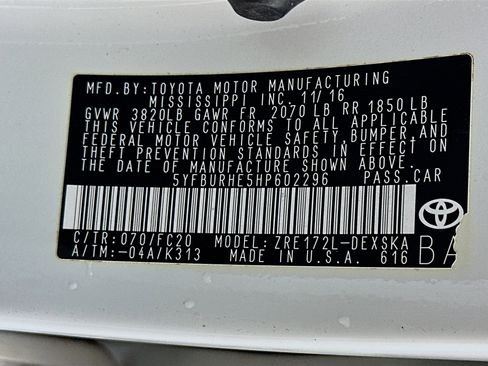 MFD.BY:TOYOTA MOTOR MANUFACTURING
MISSISSIPPI INC. 11/16
GVWR 3820LB GAWR FR 2070 LB RR 1850 LB
THIS VEHICLE CONFORMS TO ALL APPLICABLE
FEDERAL MOTOR VEHICLE SAFETY, BUMPER, AND
THEFT PREVENTION STANDARDS IN EFFECT ON
THE DATE OF MANUFACTURE SHOWN ABOVE.
5YFBURHE5HP602296 PASS.CAR
C/TR:070/FC20 MODEL:ZRE172L-DEXSKA
A/TM:-04A/K313 MADE IN U.S.A. 616
BA